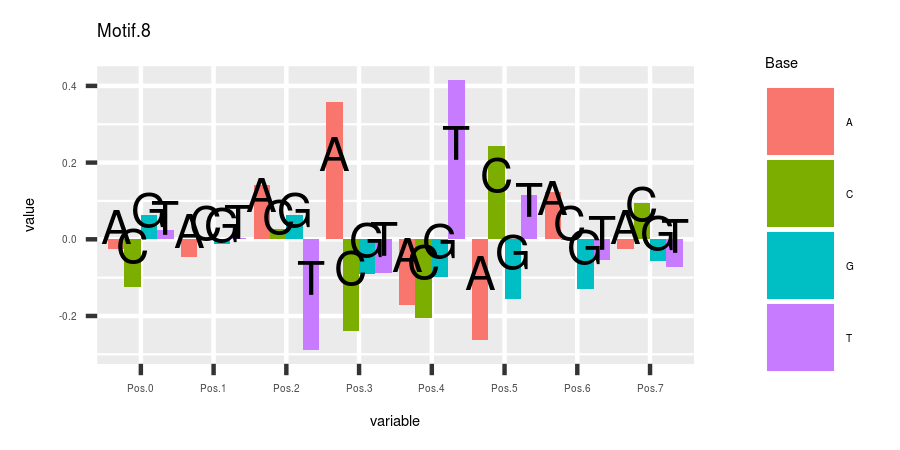 Motif.8
Base
0.4
0.2
0.0
-0.2
value
A C G T A C G T A C G T A C G T A C G T A C G T A C G T A C G T
A
C
G
T
Pos.0 Pos.1 Pos.2 Pos.3 Pos.4 Pos.5 Pos.6 Pos.7
variable